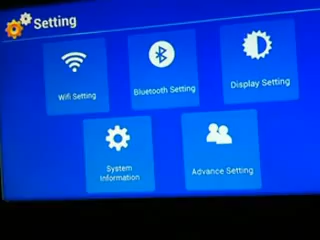 Setting
Wifi Setting
Bluetooth Setting
Display Setting
System
Information
Advance Setting